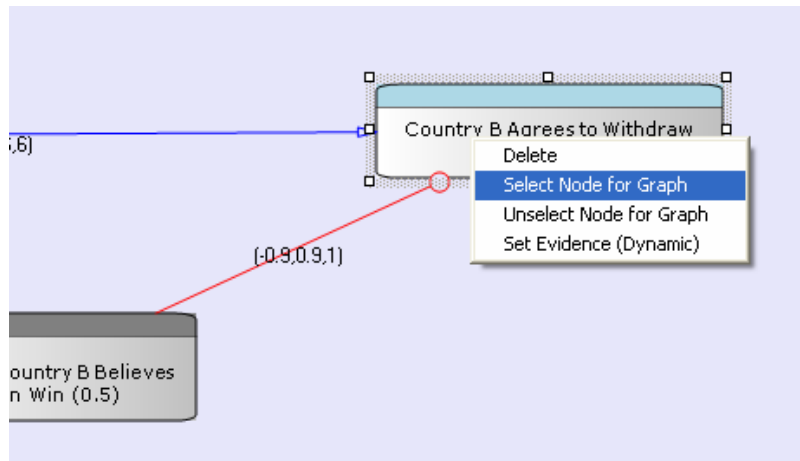 Country B Agrees to Withdraw
,6)
Delete
Select Node for Graph
Unselect Node for Graph
Set Evidence (Dynamic)
(-0.9,0.9,1)
ountry B Believes
n Win (0.5)